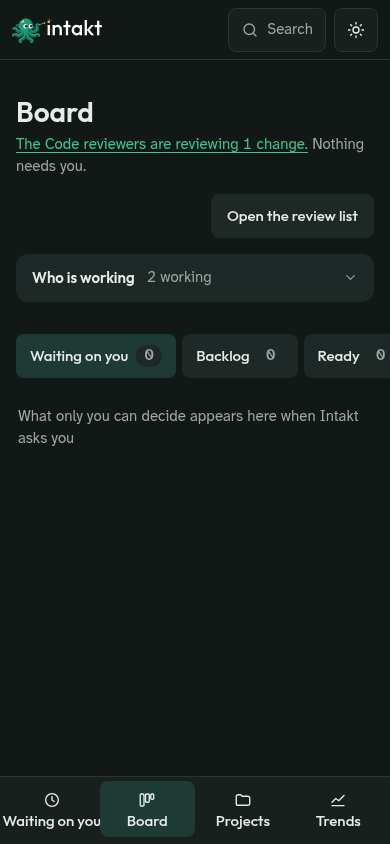 intakt
Search
Board
The Code reviewers are reviewing 1 change. Nothing
needs you.
Open the review list
Who is working 2 working
Waiting on you 0 Backlog 0 Ready 0
What only you can decide appears here when Intakt
asks you
Waiting on you Board Projects Trends